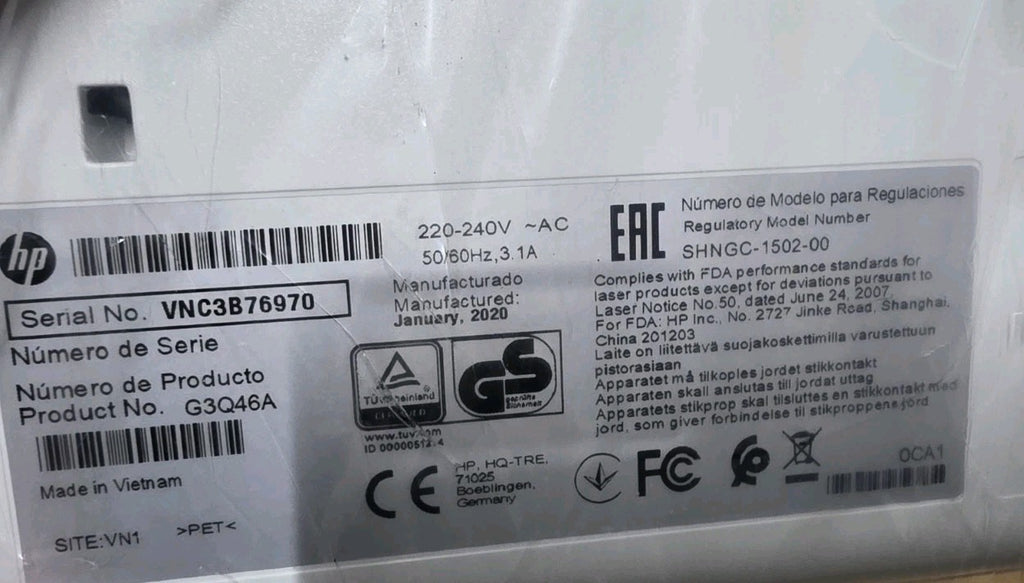 hp
Serial No. VNC3B76970
Número de Serie
Número de Producto
Product No. G3Q46A
Made in Vietnam
SITE:VN1 >PET<
220-240V ~AC
50/60Hz,3.1A
Manufacturado
Manufactured:
January, 2020
TÜVRheinland
GS
geprüfte
Sicherheit
www.tuv.com
ID
CE
HP, HQ-TRE,
71025
Boeblingen,
Germany
EAC
Número de Modelo para Regulaciones
Regulatory Model Number
SHNGC-1502-00
Complies with FDA performance standards for
laser products except for deviations pursuant to
Laser Notice No.50, dated June 24, 2007,
For FDA: HP Inc., No. 2727 Jinke Road, Shanghai,
China 201203
Laite on liitettävä suojakoskettimilla varustettuun
pistorasiaan
Apparatet må tilkoples jordet stikkontakt
Apparaten skall anslutas till jordat uttag
Apparatets stikprop skal tilsluttes en stikkontakt med
jord, som giver forbindelse til stikproppens jord.
FC
0CA1